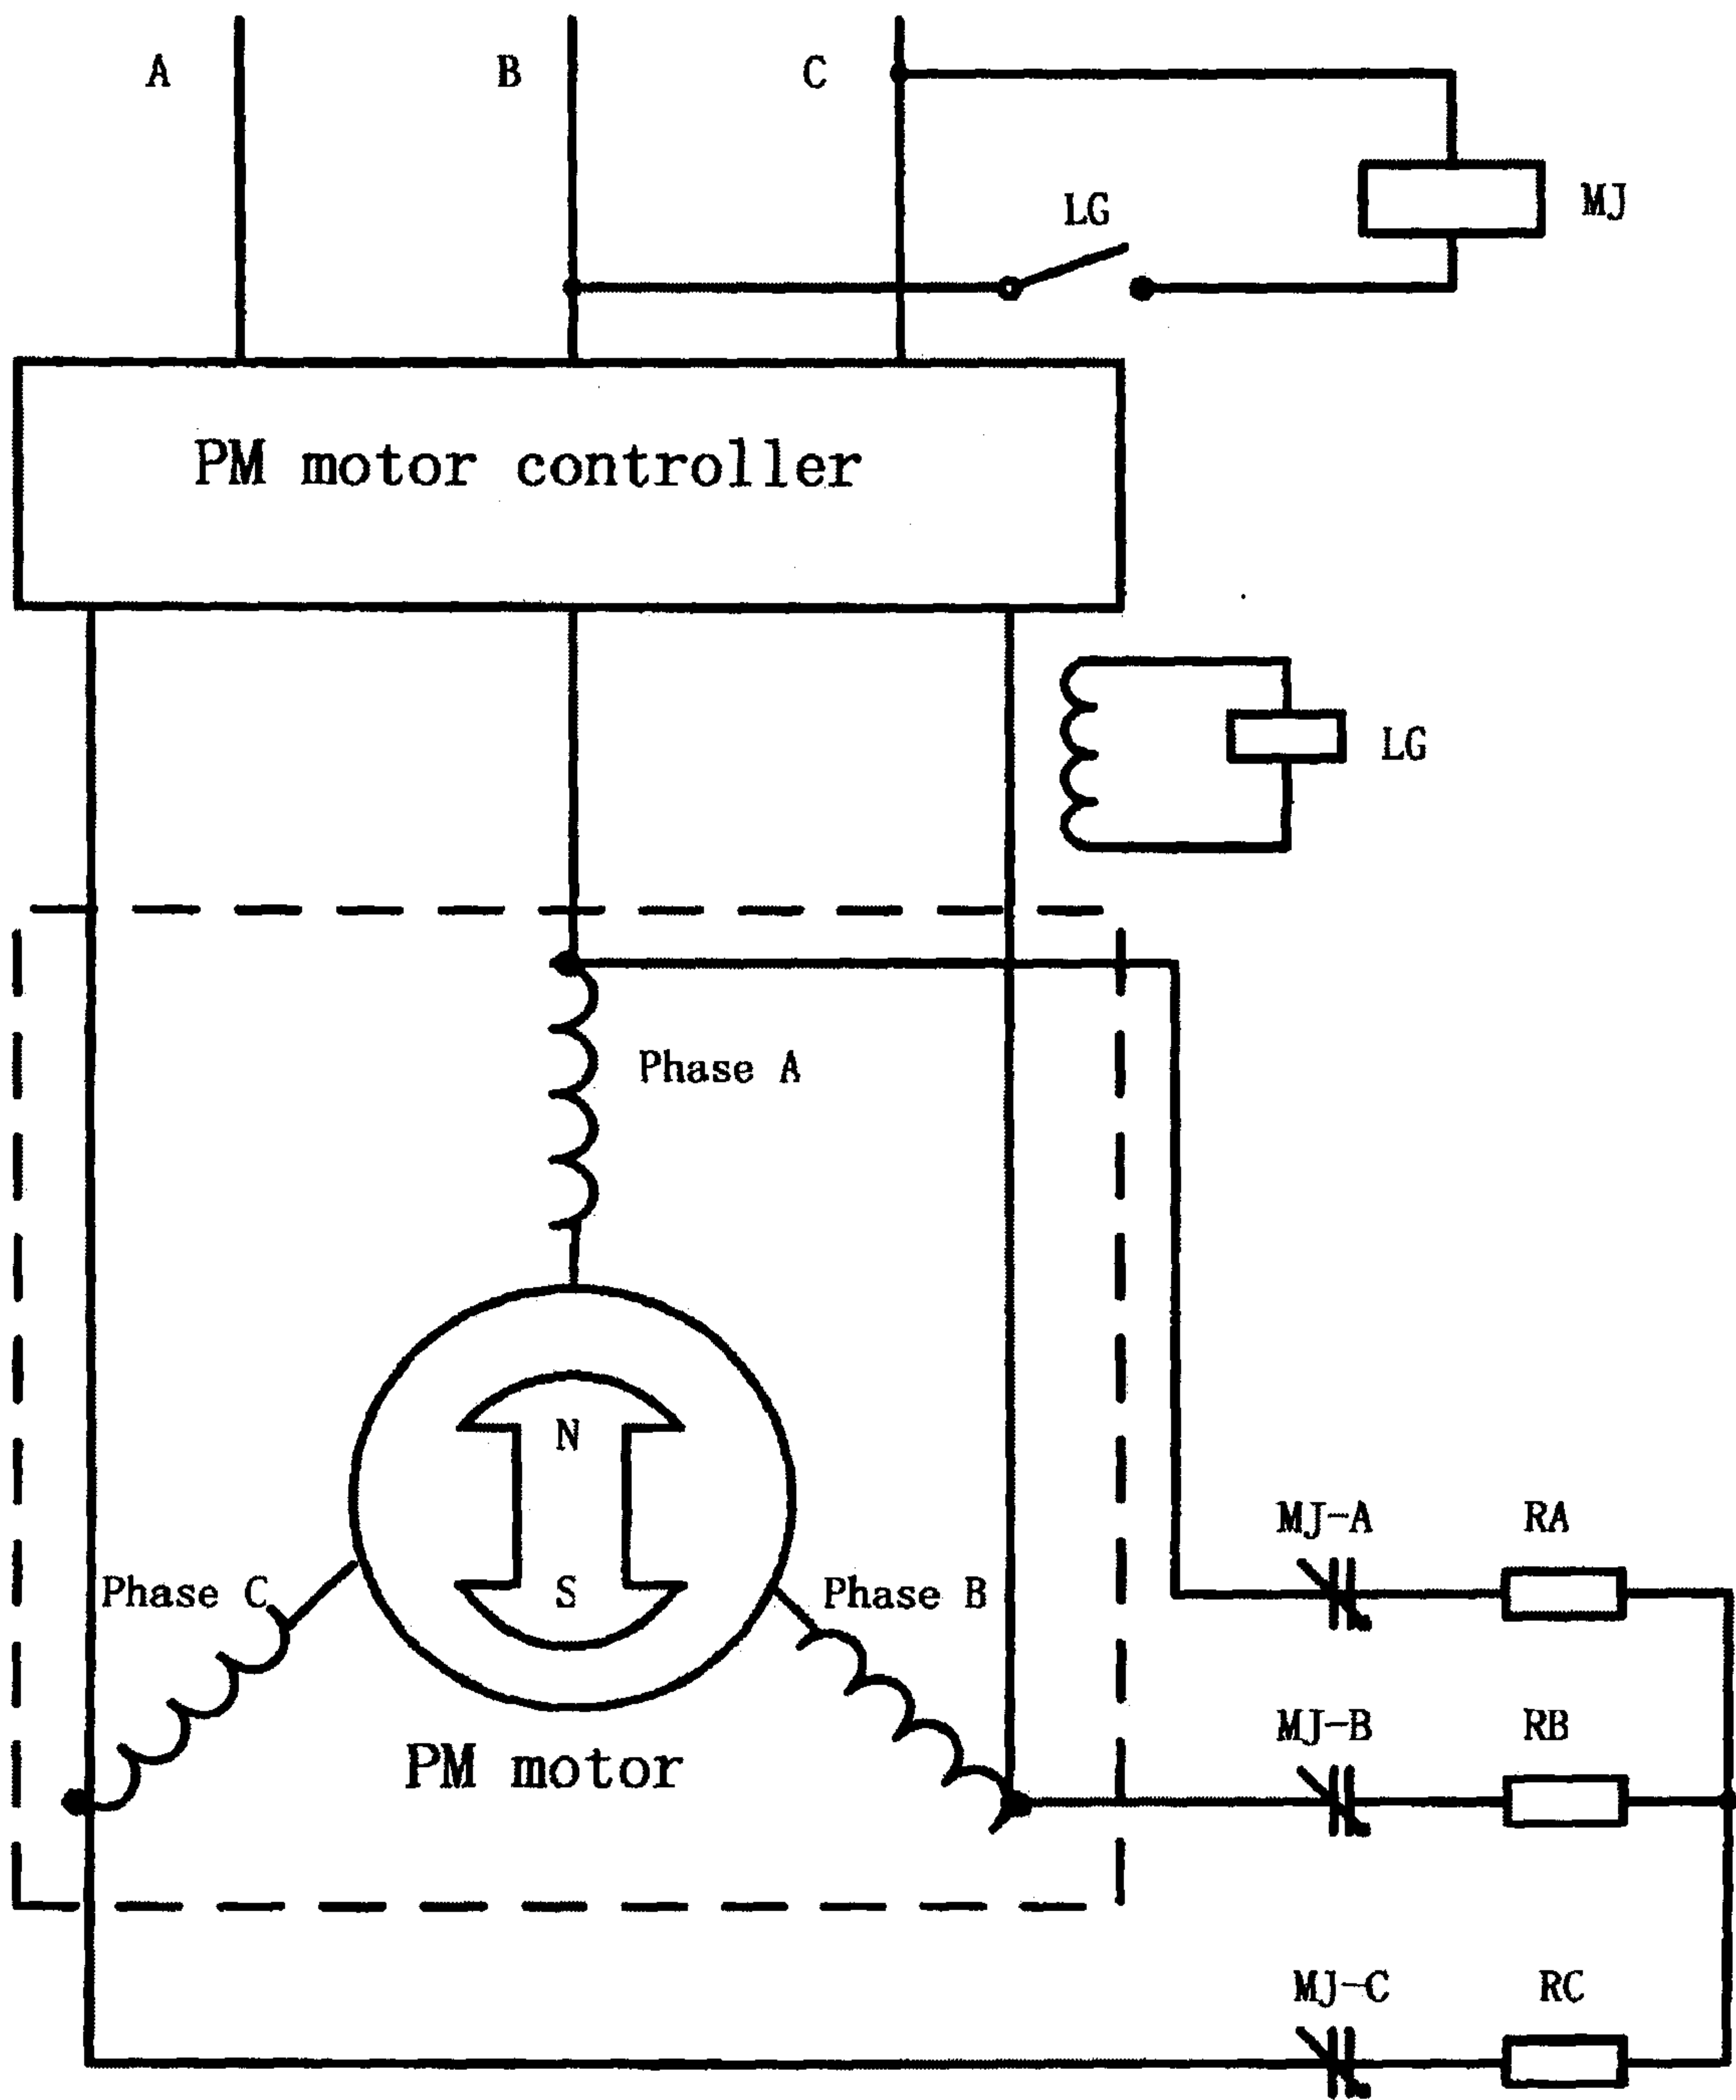 A
B
C
LG
MJ
PM motor controller
LG
Phase A
N
S
Phase C
Phase B
PM motor
MJ-A
RA
MJ-B
RB
MJ-C
RC